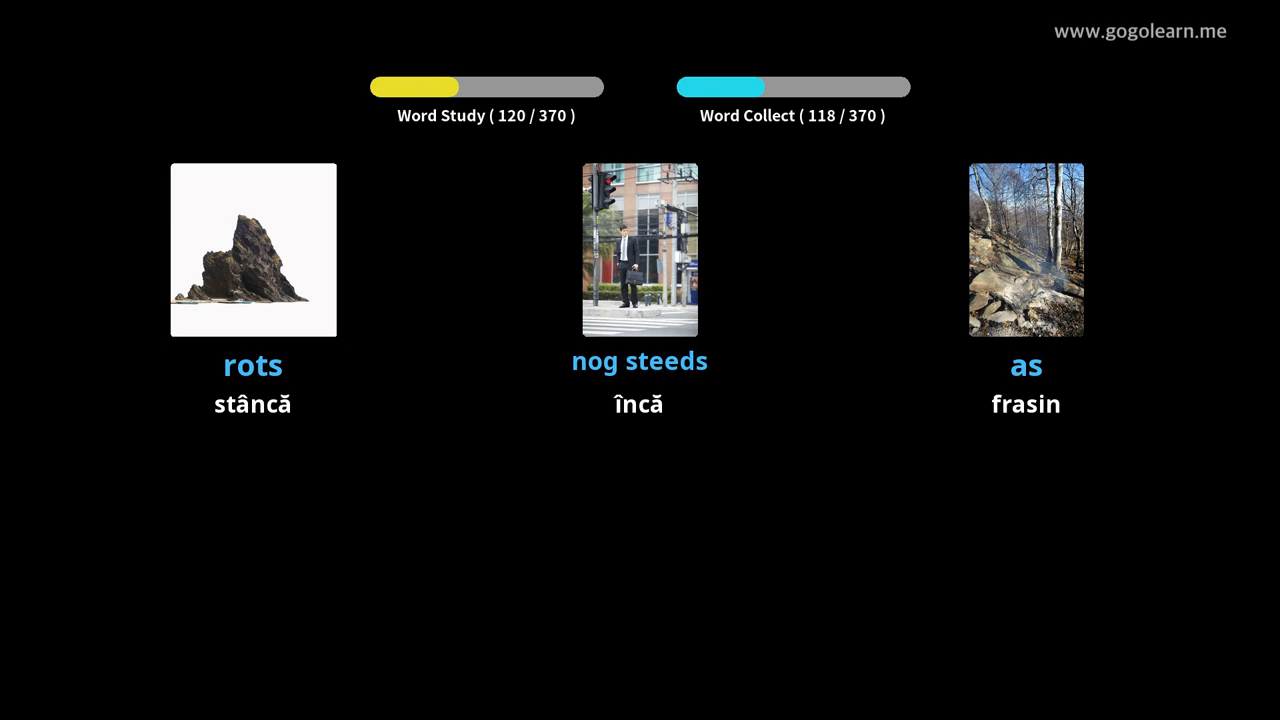 www.gogolearn.me
Word Study ( 120 / 370 )
Word Collect ( 118 / 370 )
rots
nog steeds
as
stâncă
încă
frasin